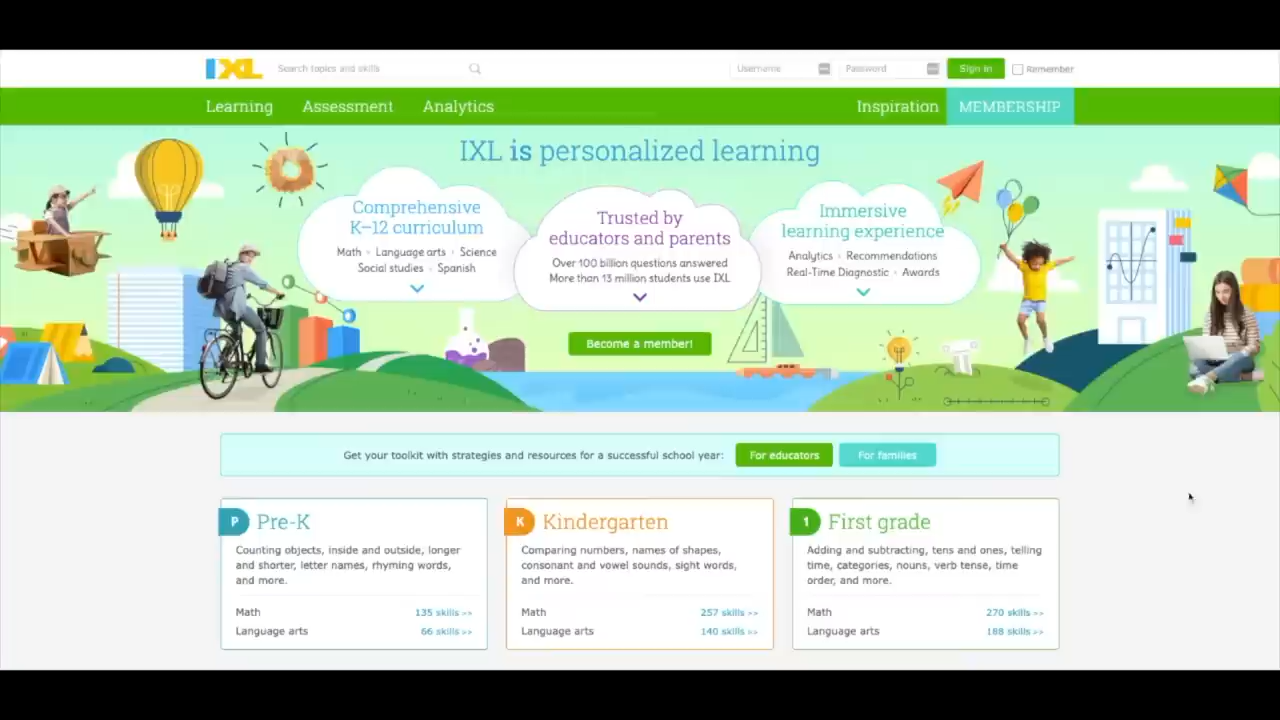 IXL
Search topics and skills
Username
Password
Sign in
Remember
Learning
Assessment
Analytics
Inspiration
MEMBERSHIP
IXL is personalized learning
Comprehensive
K–12 curriculum
Math • Language arts • Science
Social studies • Spanish
Trusted by
educators and parents
Over 100 billion questions answered
More than 13 million students use IXL
Immersive
learning experience
Analytics • Recommendations
Real-Time Diagnostic • Awards
Become a member!
Get your toolkit with strategies and resources for a successful school year:
For educators
For families
P Pre-K
Counting objects, inside and outside, longer
and shorter, letter names, rhyming words,
and more.
Math 135 skills >>
Language arts 66 skills >>
K Kindergarten
Comparing numbers, names of shapes,
consonant and vowel sounds, sight words,
and more.
Math 257 skills >>
Language arts 140 skills >>
1 First grade
Adding and subtracting, tens and ones, telling
time, categories, nouns, verb tense, time
order, and more.
Math 270 skills >>
Language arts 188 skills >>